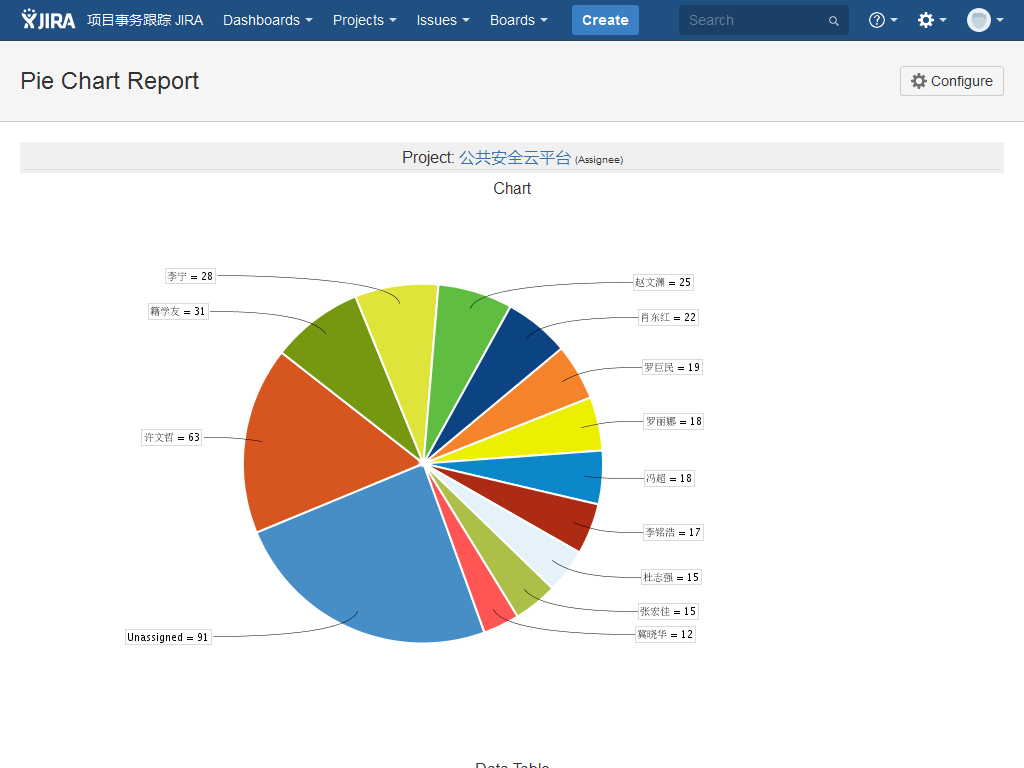 JIRA 项目事务跟踪 JIRA Dashboards Projects Issues Boards Create Search
Pie Chart Report
Configure
Project: 公共安全云平台 (Assignee)
Chart
李宁 = 28
赵文渊 = 25
籍学友 = 31
肖东红 = 22
罗巨民 = 19
罗丽娜 = 18
许文哲 = 63
冯超 = 18
李铭浩 = 17
杜志强 = 15
张宏佳 = 15
冀晓华 = 12
Unassigned = 91
Data Table